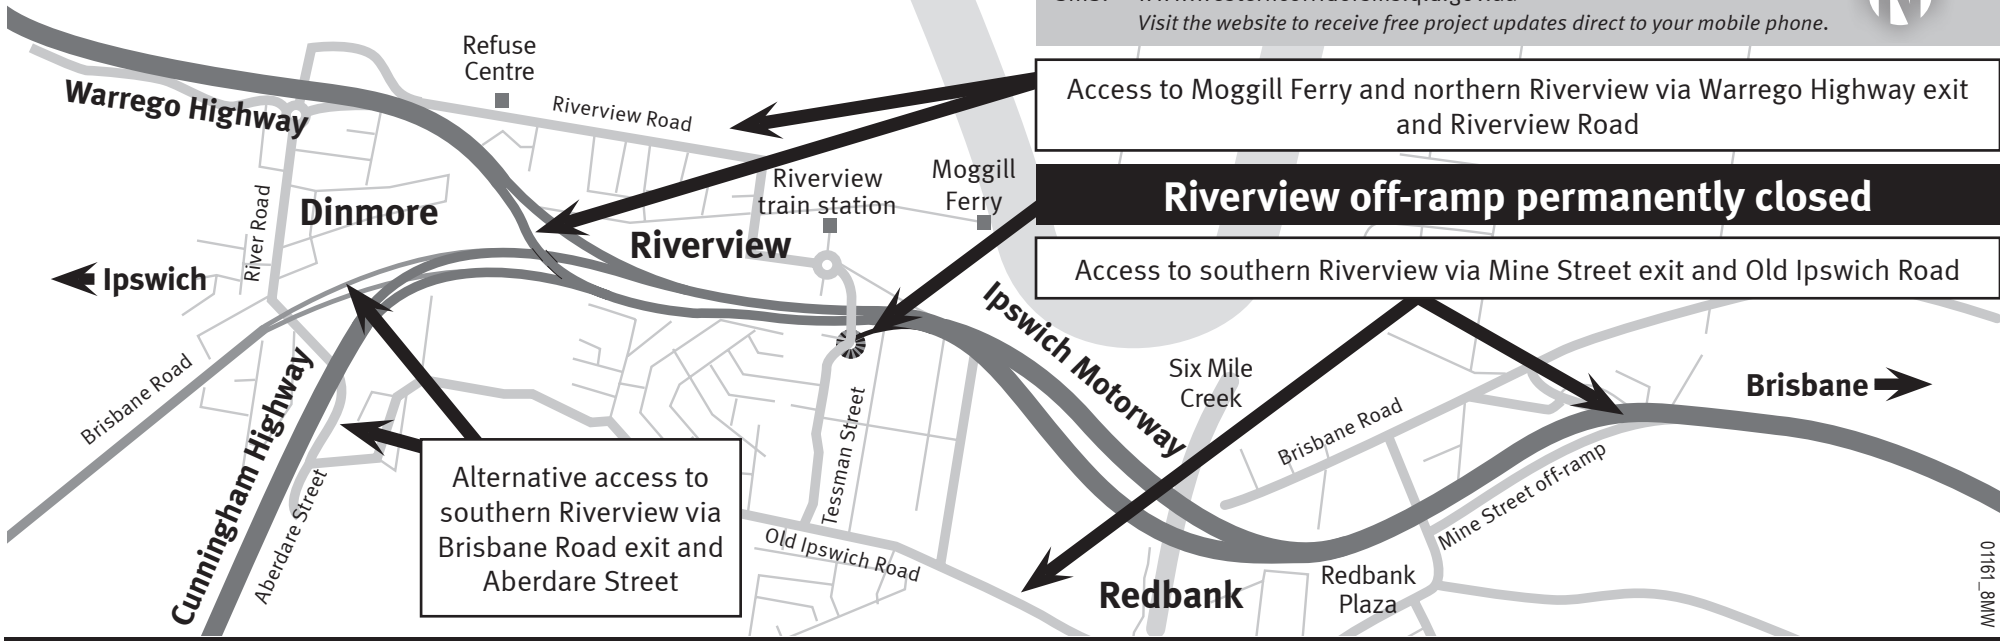 Visit the website to receive free project updates direct to your mobile phone.
Refuse
Centre
Warrego Highway
Riverview Road
Access to Moggill Ferry and northern Riverview via Warrego Highway exit
and Riverview Road
Riverview
train station
Moggill
Ferry
Riverview off-ramp permanently closed
River Road
Dinmore
Riverview
Ipswich
Access to southern Riverview via Mine Street exit and Old Ipswich Road
Ipswich Motorway
Six Mile
Creek
Brisbane
Brisbane Road
Cunningham Highway
Brisbane Road
Tessman Street
Mine Street off-ramp
Aberdare Street
Alternative access to
southern Riverview via
Brisbane Road exit and
Aberdare Street
Old Ipswich Road
Redbank
Redbank
Plaza
01161_8MW